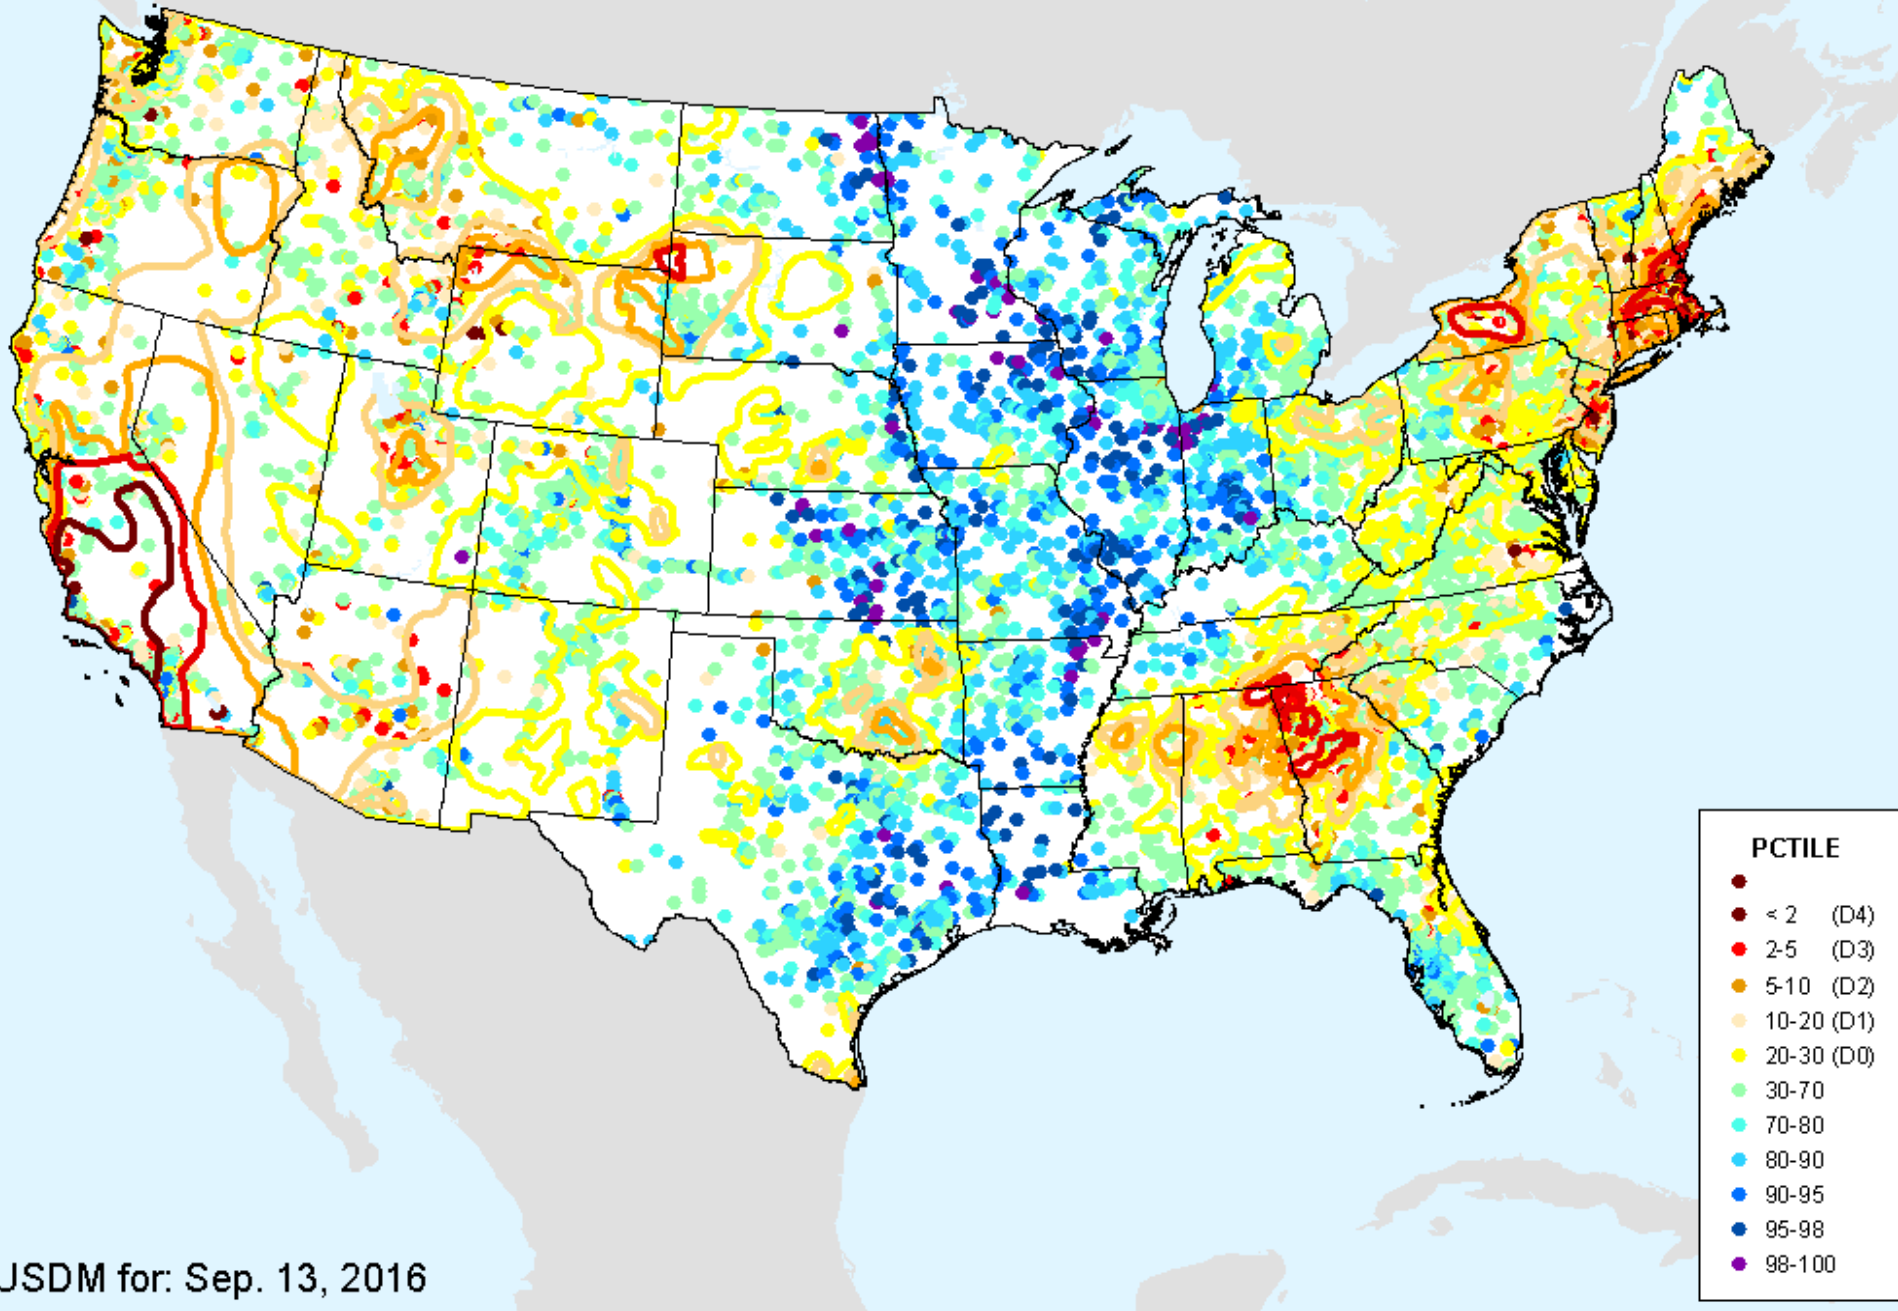 PCTILE
< 2 (D4)
2-5 (D3)
5-10 (D2)
10-20 (D1)
20-30 (D0)
30-70
70-80
80-90
90-95
95-98
98-100
USDM for: Sep. 13, 2016